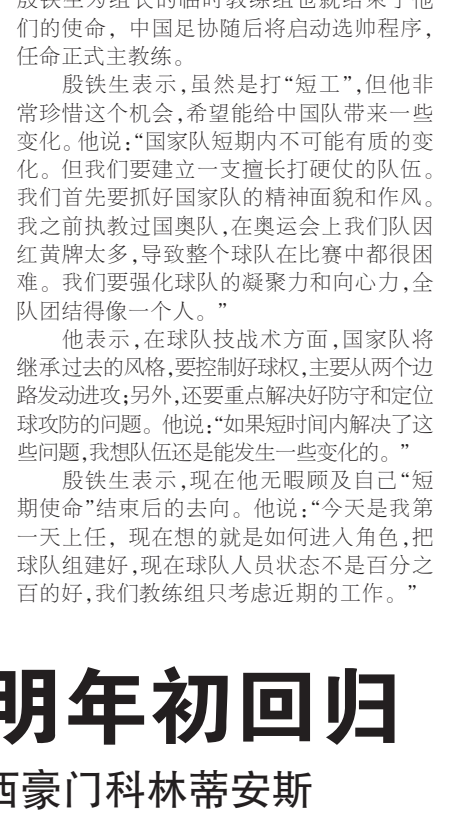 殷铁生为组长的临时教练组也就结束了他
们的使命，中国足协随后将启动选帅程序，
任命正式主教练。
殷铁生表示，虽然是打“短工”，但他非
常珍惜这个机会，希望能给中国队带来一些
变化。他说：“国家队短期内不可能有质的变
化。但我们要建立一支擅长打硬仗的队伍。
我们首先要抓好国家队的精神面貌和作风。
我之前执教过国奥队，在奥运会上我们队因
红黄牌太多，导致整个球队在比赛中都很困
难。我们要强化球队的凝聚力和向心力，全
队团结得像一个人。”
他表示，在球队技战术方面，国家队将
继承过去的风格，要控制好球权，主要从两个边
路发动进攻；另外，还要重点解决好防守和定位
球攻防的问题。他说：“如果短时间内解决了这
些问题，我想队伍还是能发生一些变化的。”
殷铁生表示，现在他无暇顾及自己“短
期使命”结束后的去向。他说：“今天是我第
一天上任，现在想的就是如何进入角色，把
球队组建好，现在球队人员状态不是百分之
百的好，我们教练组只考虑近期的工作。”
明年初回归
西豪门科林蒂安斯